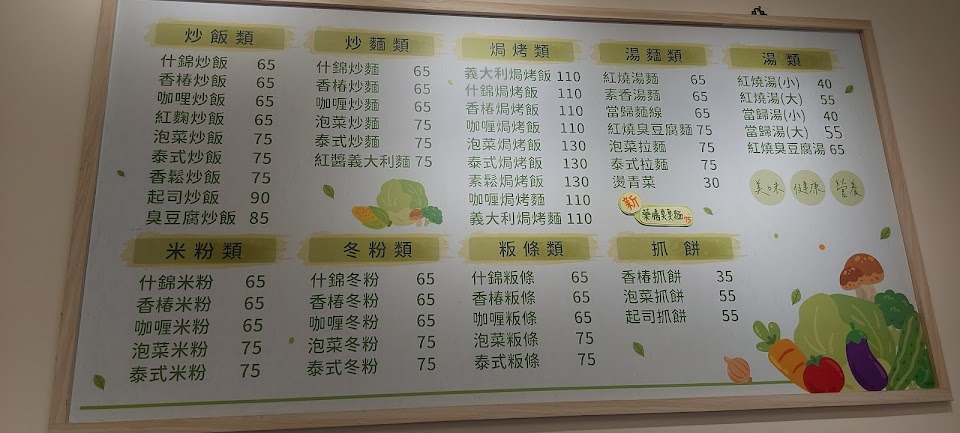 炒飯類
什錦炒飯 65
香椿炒飯 65
咖哩炒飯 65
紅麴炒飯 65
泡菜炒飯 75
泰式炒飯 75
香鬆炒飯 75
起司炒飯 90
臭豆腐炒飯 85
炒麵類
什錦炒麵 65
香椿炒麵 65
咖喱炒麵 65
泡菜炒麵 75
泰式炒麵 75
紅醬義大利麵 75
焗烤類
義大利焗烤飯 110
什錦焗烤飯 110
香椿焗烤飯 110
咖喱焗烤飯 110
泡菜焗烤飯 130
泰式焗烤飯 130
素鬆焗烤飯 130
咖喱焗烤麵 110
義大利焗烤麵 110
湯麵類
紅燒湯麵 65
素香湯麵 65
當歸麵線 65
紅燒臭豆腐麵 75
泡菜拉麵 75
泰式拉麵 75
燙青菜 30
新
藥膳臭臭麵 75
湯類
紅燒湯(小) 40
紅燒湯(大) 55
當歸湯(小) 40
當歸湯(大) 55
紅燒臭豆腐湯 65
美味 健康 營養
米粉類
什錦米粉 65
香椿米粉 65
咖喱米粉 65
泡菜米粉 75
泰式米粉 75
冬粉類
什錦冬粉 65
香椿冬粉 65
咖喱冬粉 65
泡菜冬粉 75
泰式冬粉 75
粄條類
什錦粄條 65
香椿粄條 65
咖喱粄條 65
泡菜粄條 75
泰式粄條 75
抓餅
香椿抓餅 35
泡菜抓餅 55
起司抓餅 55